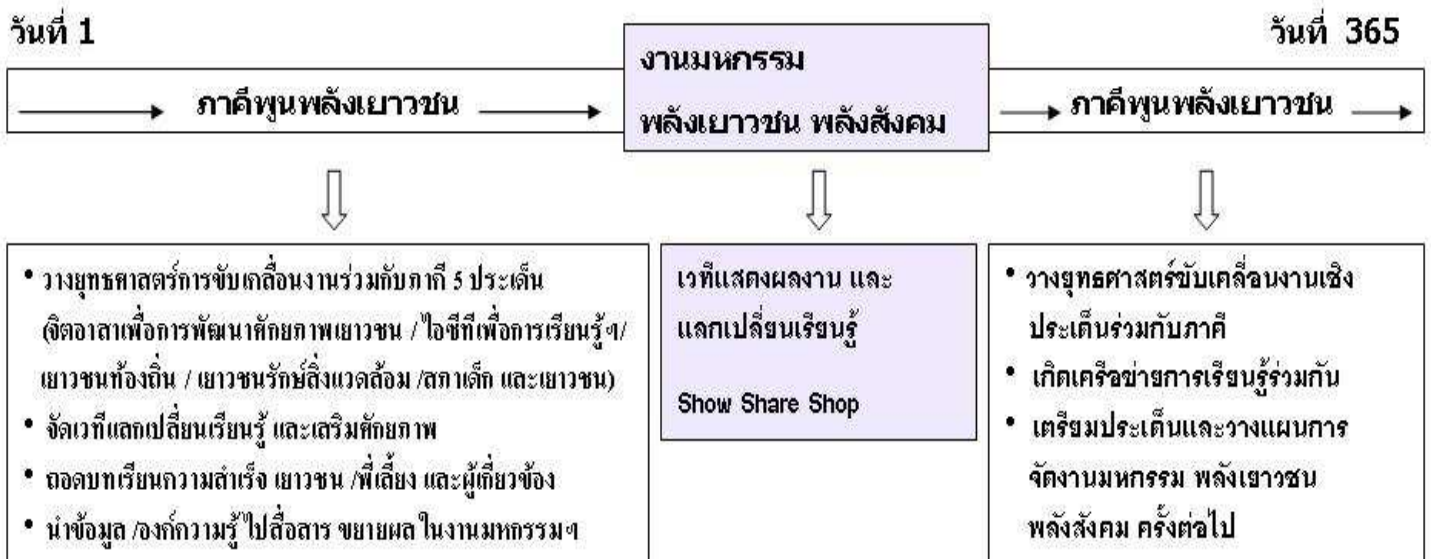 วันที่ 1
วันที่ 365
ภาคีพูนพลังเยาวชน
งานมหกรรม
พลังเยาวชน พลังสังคม
ภาคีพูนพลังเยาวชน
• วางยุทธศาสตร์การขับเคลื่อนงานร่วมกับภาคี 5 ประเด็น
(จิตอาสาเพื่อการพัฒนาศักยภาพเยาวชน / ไอซีทีเพื่อการเรียนรู้ฯ/
เยาวชนท้องถิ่น / เยาวชนรักษ์สิ่งแวดล้อม /สภาเด็ก และเยาวชน)
• จัดเวทีแลกเปลี่ยนเรียนรู้ และเสริมศักยภาพ
• ถอดบทเรียนความสำเร็จ เยาวชน /พี่เลี้ยง และผู้เกี่ยวข้อง
• นำข้อมูล /องค์ความรู้ ไปสื่อสาร ขยายผล ในงานมหกรรมฯ
เวทีแสดงผลงาน และ
แลกเปลี่ยนเรียนรู้
Show Share Shop
• วางยุทธศาสตร์ขับเคลื่อนงานเชิง
ประเด็นร่วมกับภาคี
• เกิดเครือข่ายการเรียนรู้ร่วมกัน
• เตรียมประเด็นและวางแผนการ
จัดงานมหกรรม พลังเยาวชน
พลังสังคม ครั้งต่อไป